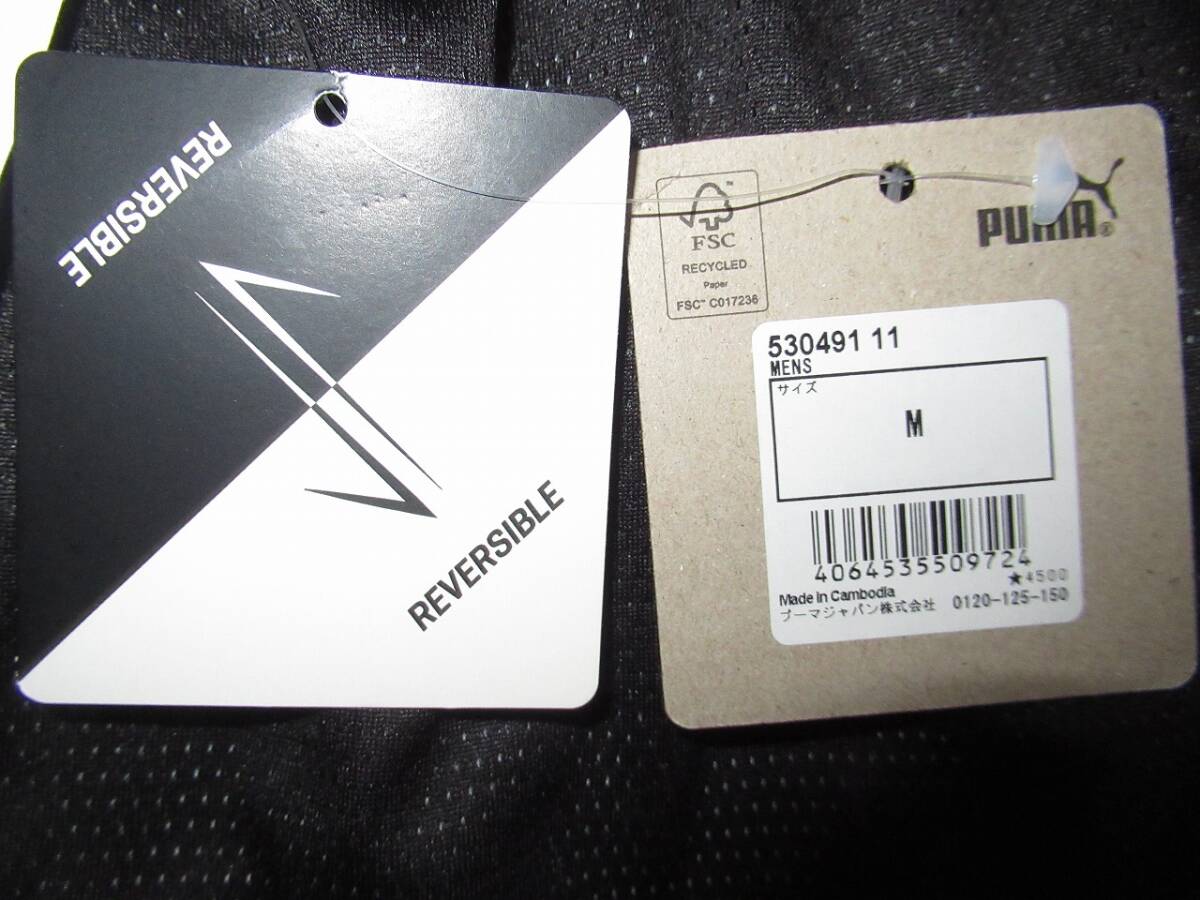 REVERSIBLE
REVERSIBLE
FSC™
RECYCLED
Paper
FSC™ C017236
PUMA®
530491 11
MENS
サイズ
M
4064535509724
★4500
Made in Cambodia
プーマジャパン株式会社 0120-125-150